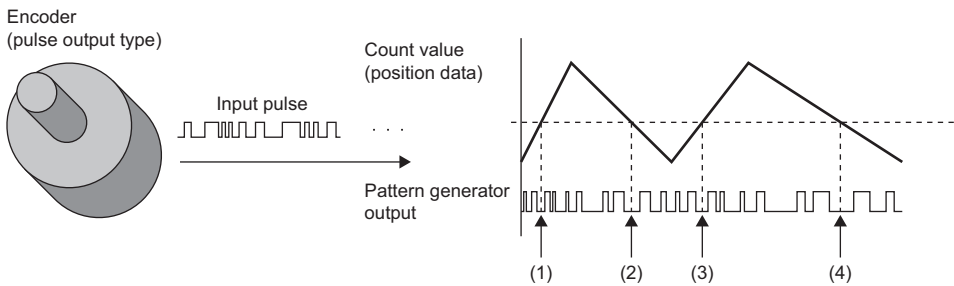 Encoder
(pulse output type)
Input pulse
· · ·
Count value
(position data)
Pattern generator
output
(1)
(2)
(3)
(4)